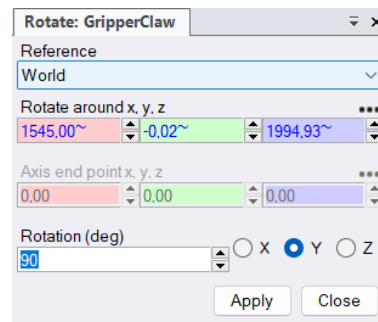 Rotate: GripperClaw
Reference
World
Rotate around x, y, z
1545,00~ -0,02~ 1994,93~
Axis end point x, y, z
0,00 0,00 0,00
Rotation (deg)
90 X Y Z
Apply Close